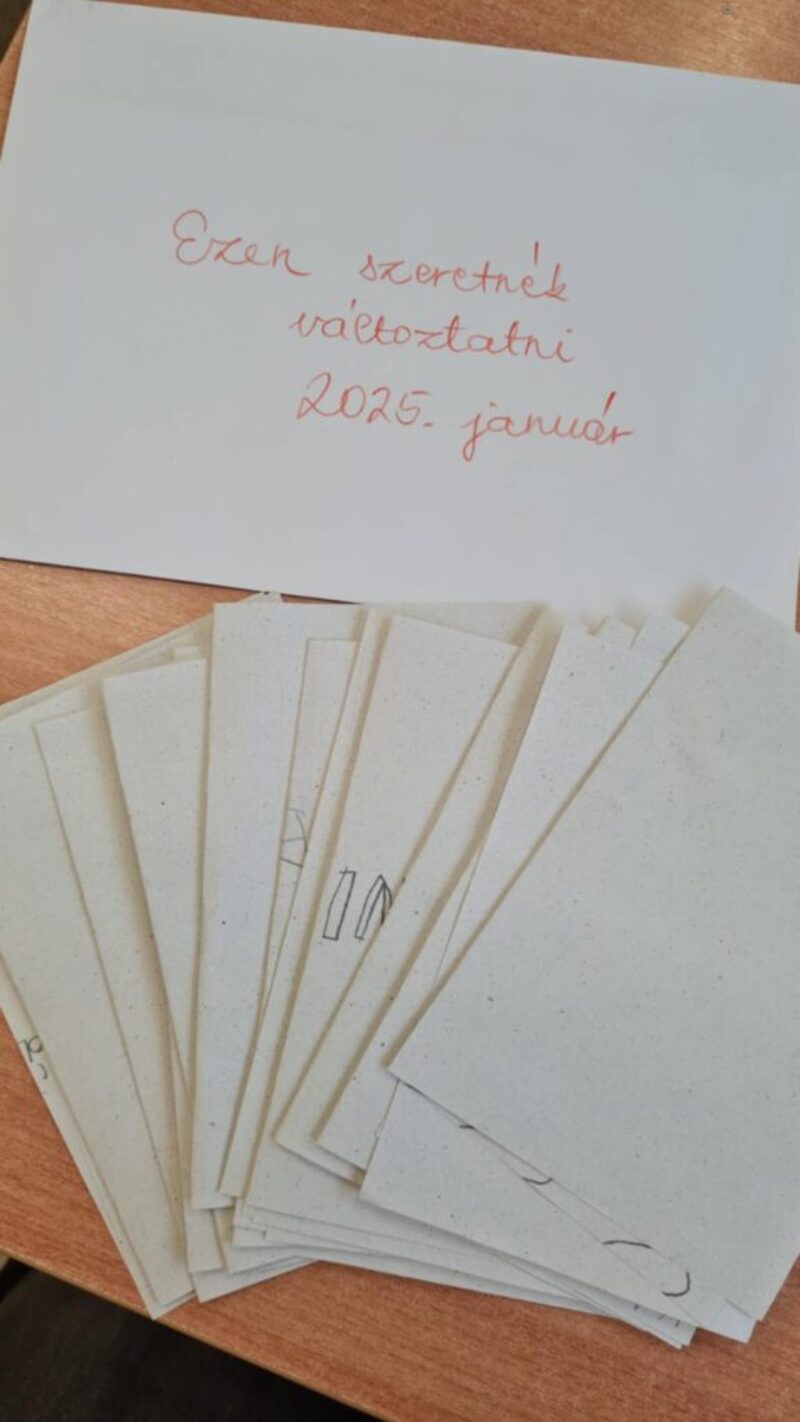 Ezen szeretnék
változtatni
2025. január